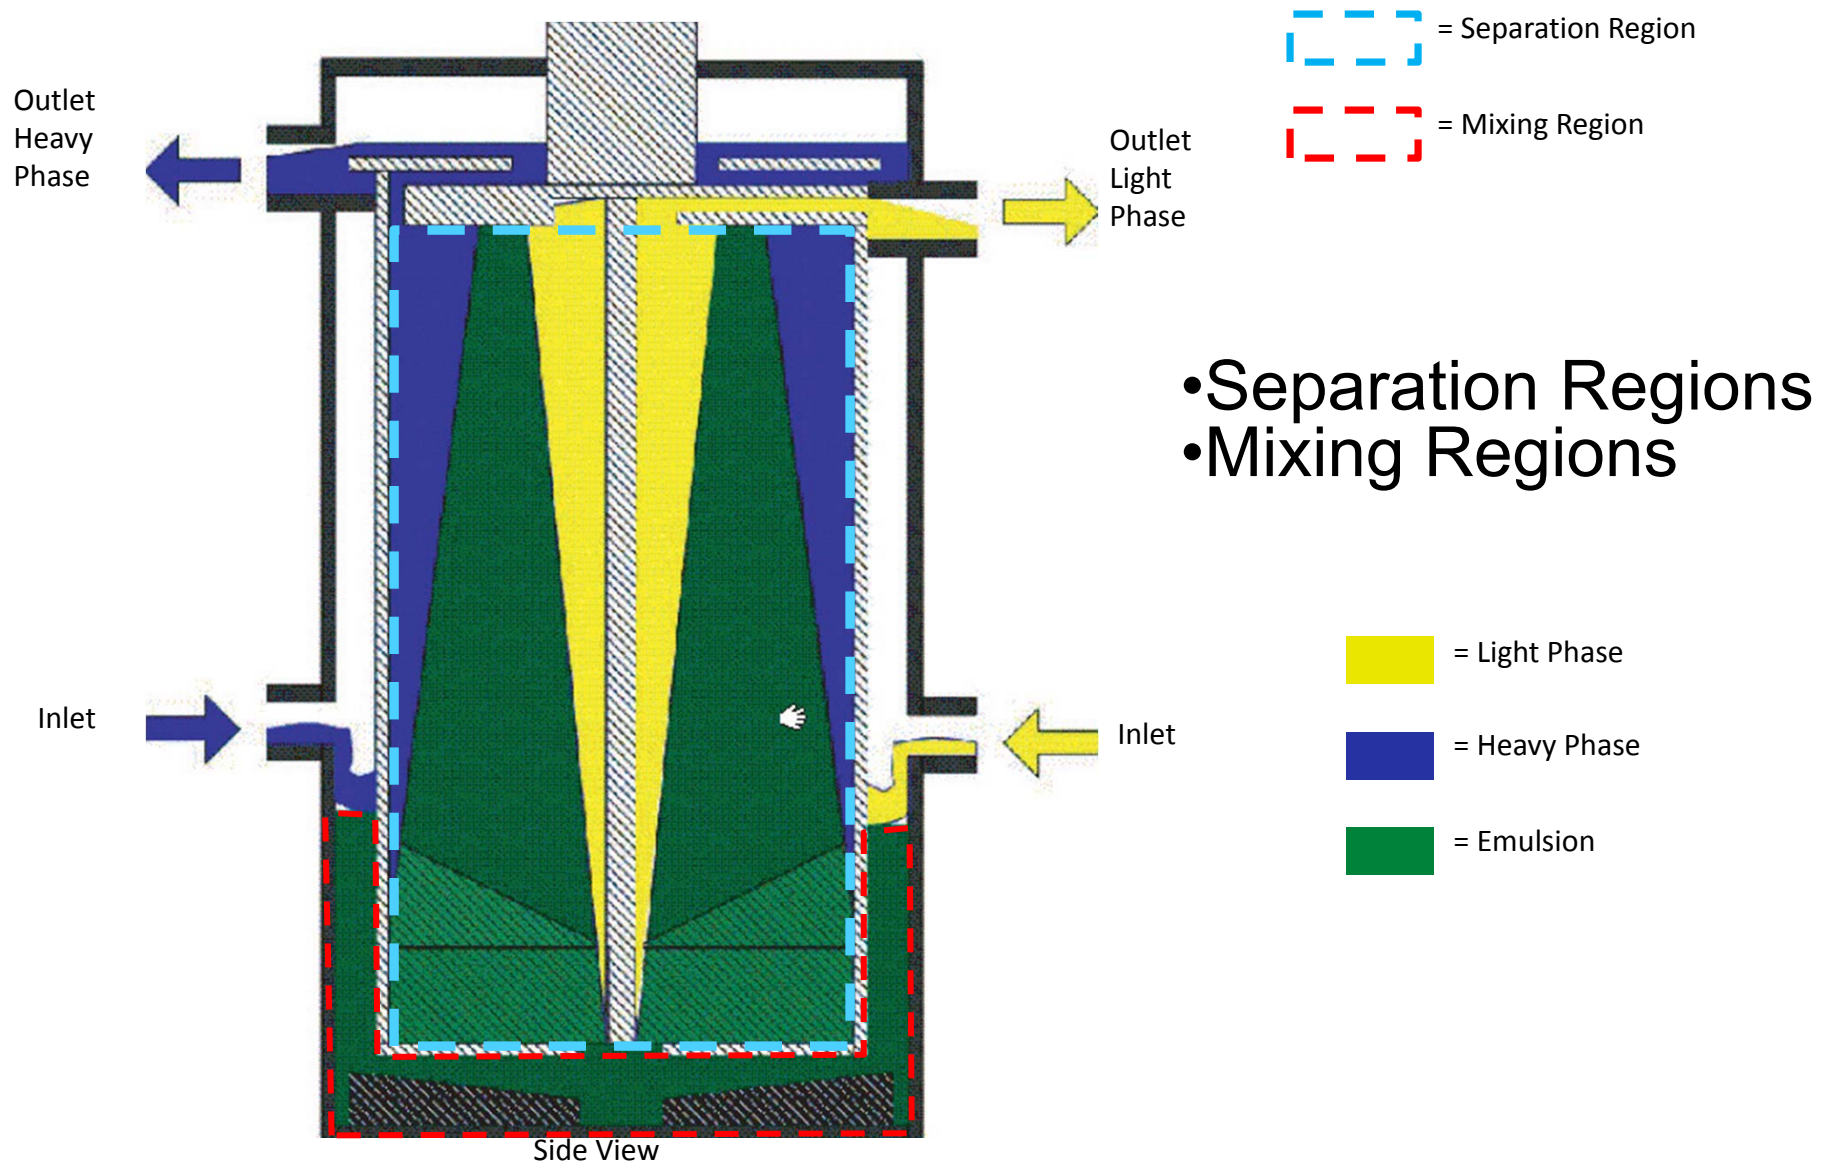 = Separation Region
= Mixing Region
Outlet
Heavy
Phase
Outlet
Light
Phase
•Separation Regions
•Mixing Regions
Inlet
Inlet
= Light Phase
= Heavy Phase
= Emulsion
Side View